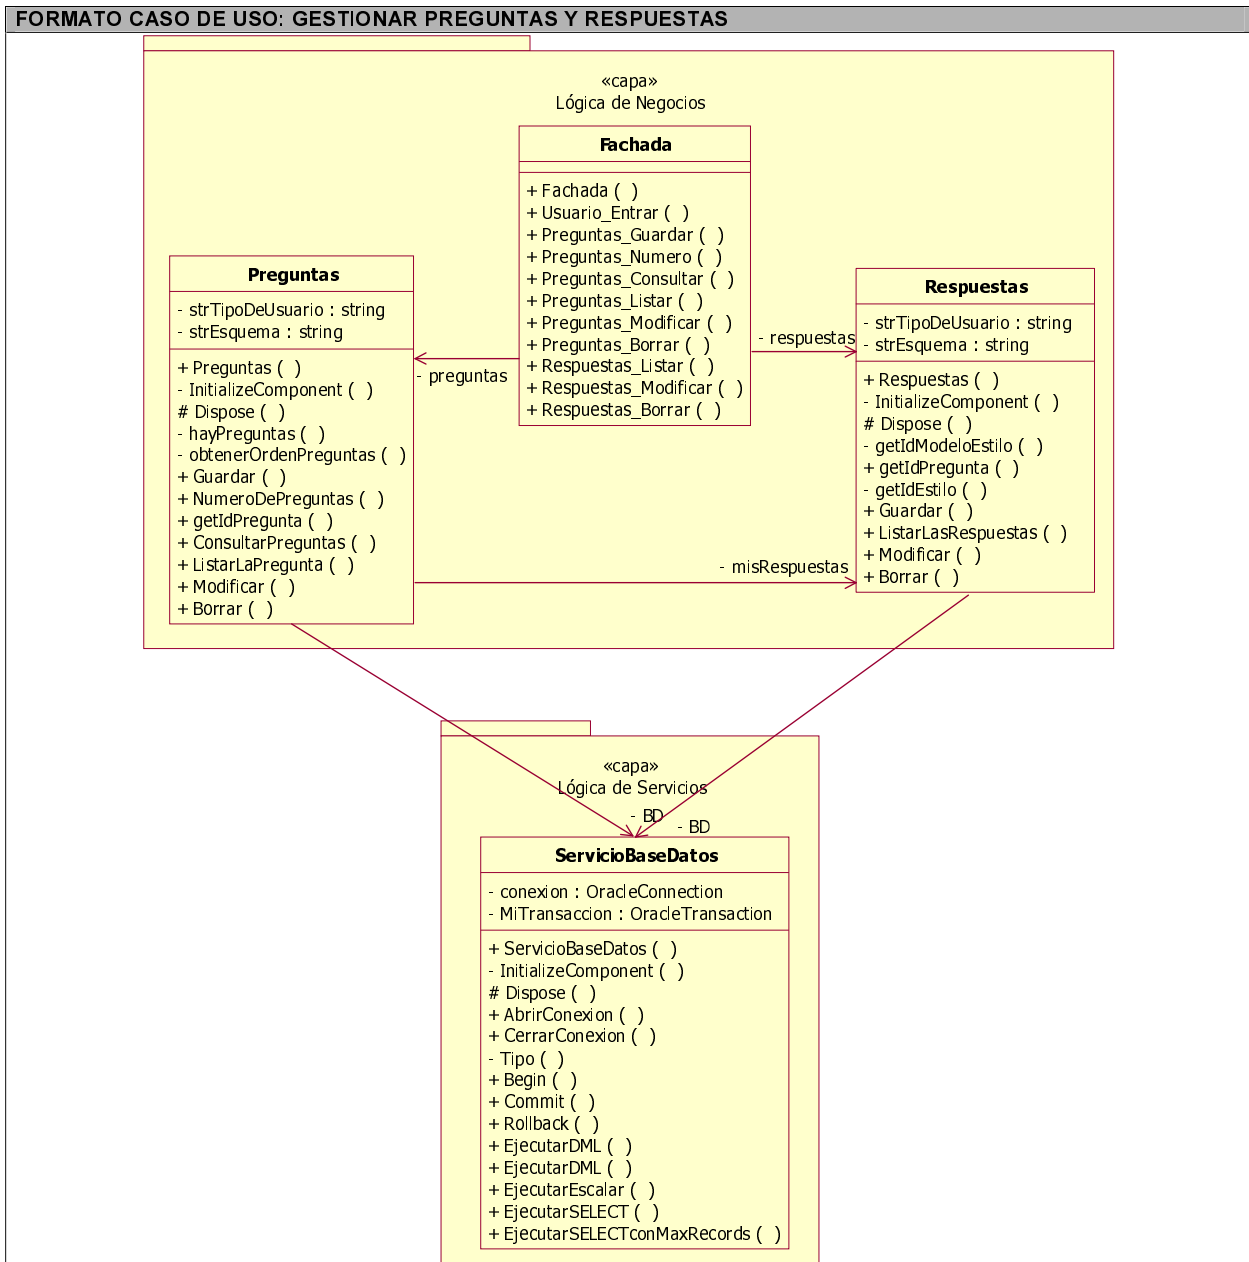 FORMATO CASO DE USO: GESTIONAR PREGUNTAS Y RESPUESTAS
«capa»
Lógica de Negocios
Fachada
+ Fachada ( )
+ Usuario_Entrar ( )
+ Preguntas_Guardar ( )
+ Preguntas_Numero ( )
+ Preguntas_Consultar ( )
+ Preguntas_Listar ( )
+ Preguntas_Modificar ( )
+ Preguntas_Borrar ( )
+ Respuestas_Listar ( )
+ Respuestas_Modificar ( )
+ Respuestas_Borrar ( )
Preguntas
- strTipoDeUsuario : string
- strEsquema : string
+ Preguntas ( )
- InitializeComponent ( )
# Dispose ( )
- hayPreguntas ( )
- obtenerOrdenPreguntas ( )
+ Guardar ( )
+ NumeroDePreguntas ( )
+ getIdPregunta ( )
+ ConsultarPreguntas ( )
+ ListarLaPregunta ( )
+ Modificar ( )
+ Borrar ( )
- preguntas
- respuestas
Respuestas
- strTipoDeUsuario : string
- strEsquema : string
+ Respuestas ( )
- InitializeComponent ( )
# Dispose ( )
- getIdModeloEstilo ( )
+ getIdPregunta ( )
- getIdEstilo ( )
+ Guardar ( )
+ ListarLasRespuestas ( )
+ Modificar ( )
+ Borrar ( )
- misRespuestas
«capa»
Lógica de Servicios
- BD
- BD
ServicioBaseDatos
- conexion : OracleConnection
- MiTransaccion : OracleTransaction
+ ServicioBaseDatos ( )
- InitializeComponent ( )
# Dispose ( )
+ AbrirConexion ( )
+ CerrarConexion ( )
- Tipo ( )
+ Begin ( )
+ Commit ( )
+ Rollback ( )
+ EjecutarDML ( )
+ EjecutarDML ( )
+ EjecutarEscalar ( )
+ EjecutarSELECT ( )
+ EjecutarSELECTconMaxRecords ( )